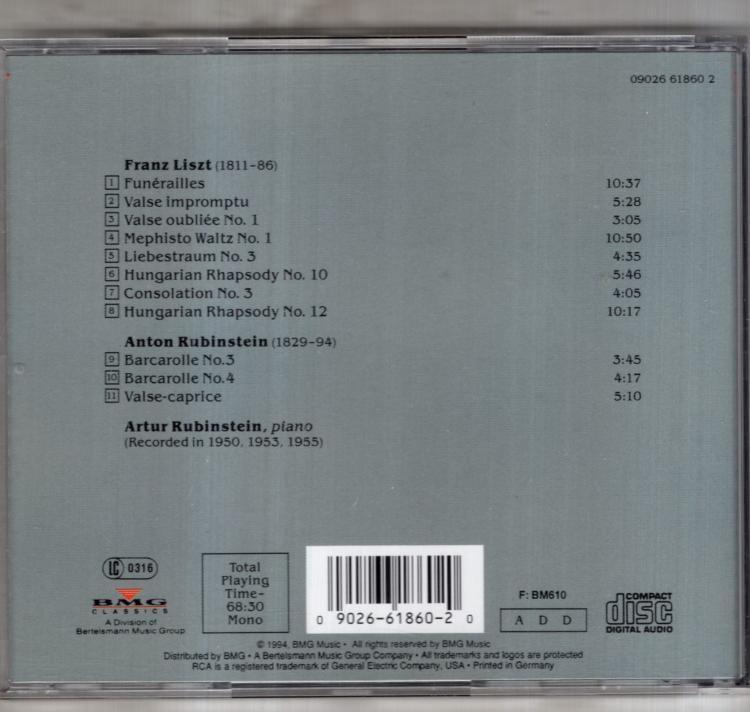 09026 61860 2
Franz Liszt (1811–86)
1 Funérailles 10:37
2 Valse impromptu 5:28
3 Valse oubliée No. 1 3:05
4 Mephisto Waltz No. 1 10:50
5 Liebestraum No. 3 4:35
6 Hungarian Rhapsody No. 10 5:46
7 Consolation No. 3 4:05
8 Hungarian Rhapsody No. 12 10:17
Anton Rubinstein (1829–94)
9 Barcarolle No.3 3:45
10 Barcarolle No.4 4:17
11 Valse-caprice 5:10
Artur Rubinstein, piano
(Recorded in 1950, 1953, 1955)
LC 0316
BMG
CLASSICS
A Division of
Bertelsmann Music Group
Total
Playing
Time–
68:30
Mono
0 9026-61860-2 0
F: BM610
A D D
COMPACT
disc
DIGITAL AUDIO
© 1994, BMG Music • All rights reserved by BMG Music
Distributed by BMG • A Bertelsmann Music Group Company • All trademarks and logos are protected
RCA is a registered trademark of General Electric Company, USA • Printed in Germany